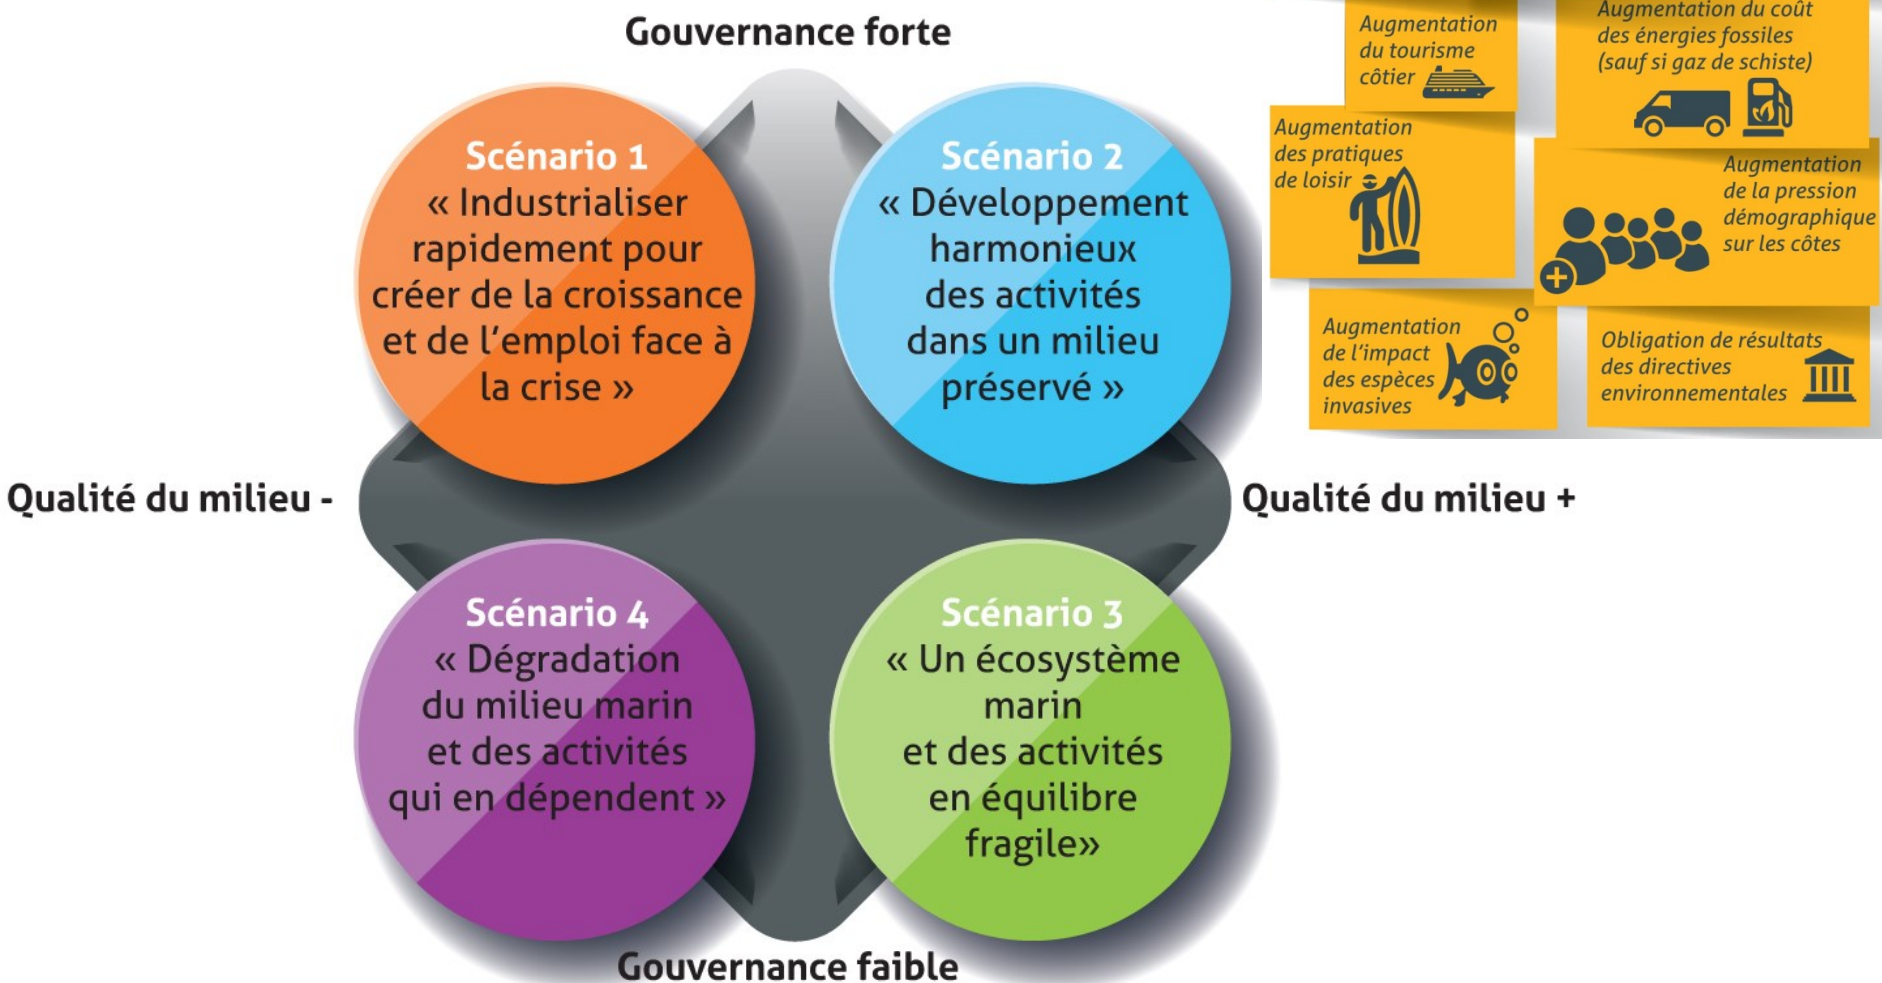 Gouvernance forte
Scénario 1
« Industrialiser
rapidement pour
créer de la croissance
et de l'emploi face à
la crise »
Scénario 2
« Développement
harmonieux
des activités
dans un milieu
préservé »
Qualité du milieu -
Qualité du milieu +
Scénario 4
« Dégradation
du milieu marin
et des activités
qui en dépendent »
Scénario 3
« Un écosystème
marin
et des activités
en équilibre
fragile»
Gouvernance faible
Augmentation
du tourisme
côtier
Augmentation du coût
des énergies fossiles
(sauf si gaz de schiste)
Augmentation
des pratiques
de loisir
Augmentation
de la pression
démographique
sur les côtes
Augmentation
de l'impact
des espèces
invasives
Obligation de résultats
des directives
environnementales